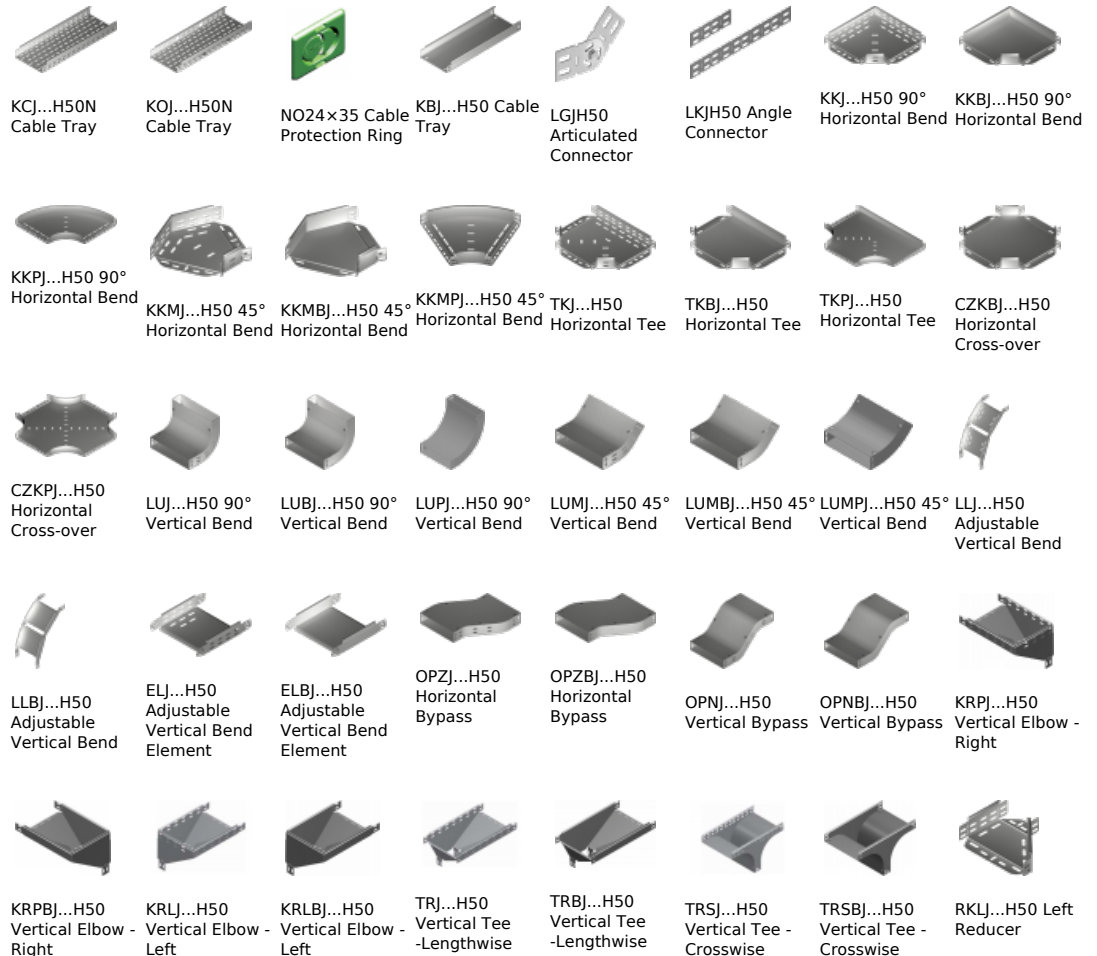 KCJ...H50N
Cable Tray
KOJ...H50N
Cable Tray
NO24×35 Cable
Protection Ring
KBJ...H50 Cable
Tray
LGJH50
Articulated
Connector
LKJH50 Angle
Connector
KKJ...H50 90°
Horizontal Bend
KKBJ...H50 90°
Horizontal Bend
KKPJ...H50 90°
Horizontal Bend
KKMJ...H50 45°
Horizontal Bend
KKMBJ...H50 45°
Horizontal Bend
KKMPJ...H50 45°
Horizontal Bend
TKJ...H50
Horizontal Tee
TKBJ...H50
Horizontal Tee
TKPJ...H50
Horizontal Tee
CZKBJ...H50
Horizontal
Cross-over
CZKPJ...H50
Horizontal
Cross-over
LUJ...H50 90°
Vertical Bend
LUBJ...H50 90°
Vertical Bend
LUPJ...H50 90°
Vertical Bend
LUMJ...H50 45°
Vertical Bend
LUMBJ...H50 45°
Vertical Bend
LUMPJ...H50 45°
Vertical Bend
LLJ...H50
Adjustable
Vertical Bend
LLBJ...H50
Adjustable
Vertical Bend
ELJ...H50
Adjustable
Vertical Bend
Element
ELBJ...H50
Adjustable
Vertical Bend
Element
OPZJ...H50
Horizontal
Bypass
OPZBJ...H50
Horizontal
Bypass
OPNJ...H50
Vertical Bypass
OPNBJ...H50
Vertical Bypass
KRPJ...H50
Vertical Elbow -
Right
KRPBJ...H50
Vertical Elbow -
Right
KRLJ...H50
Vertical Elbow -
Left
KRLBJ...H50
Vertical Elbow -
Left
TRJ...H50
Vertical Tee
-Lengthwise
TRBJ...H50
Vertical Tee
-Lengthwise
TRSJ...H50
Vertical Tee -
Crosswise
TRSBJ...H50
Vertical Tee -
Crosswise
RKLJ...H50 Left
Reducer